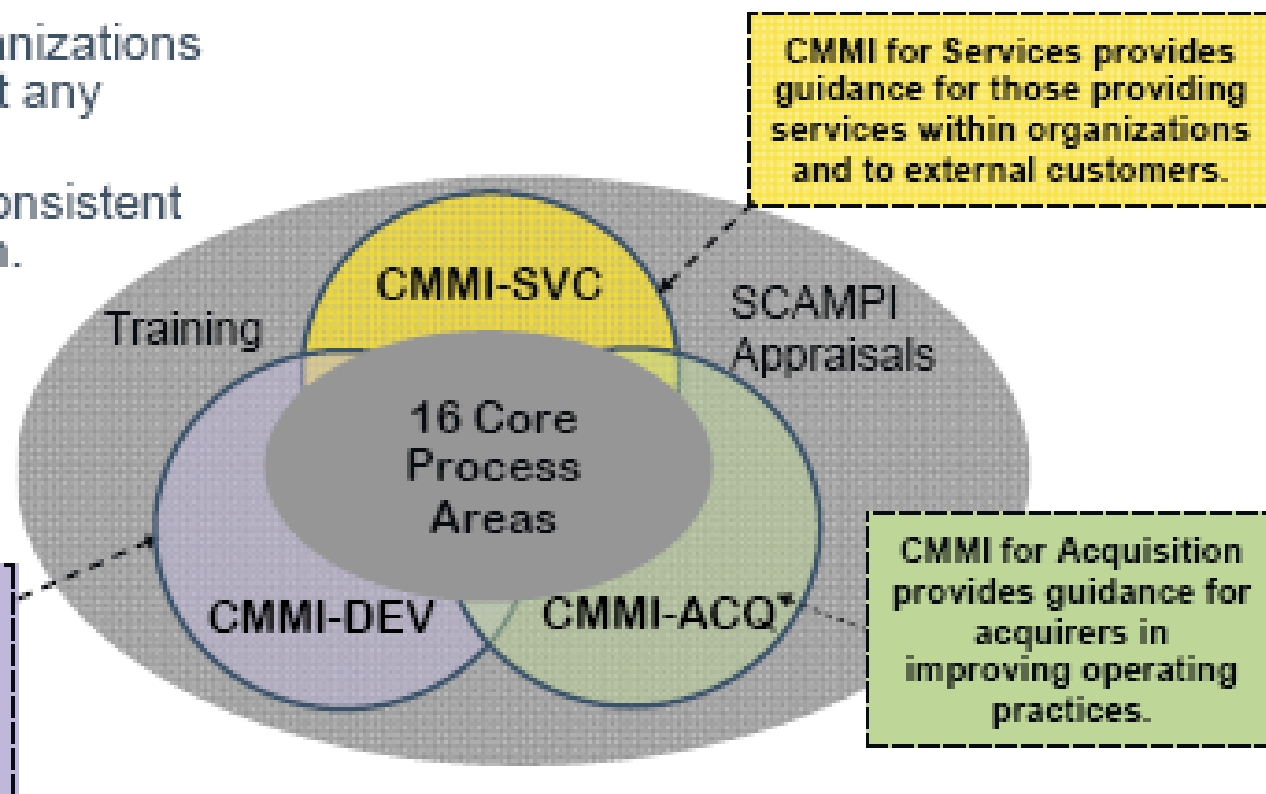 t any
CMMI for Services provides
guidance for those providing
services within organizations
and to external customers.
CMMI-SVC
Training
SCAMPI
Appraisals
16 Core
Process
Areas
CMMI-DEV
CMMI-ACQ
CMMI for Acquisition
provides guidance for
acquirers in
improving operating
practices.